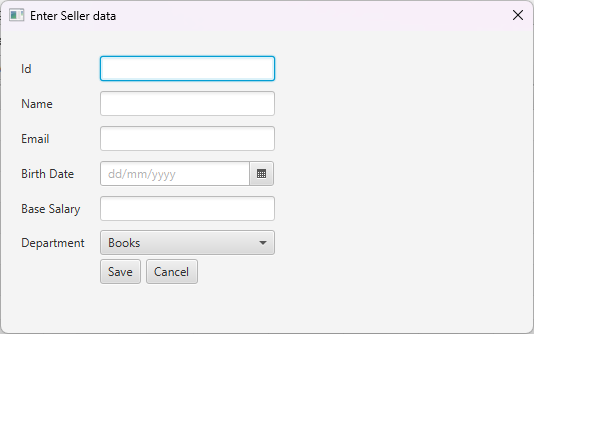 Enter Seller data
Id
Name
Email
Birth Date dd/mm/yyyy
Base Salary
Department Books
Save Cancel